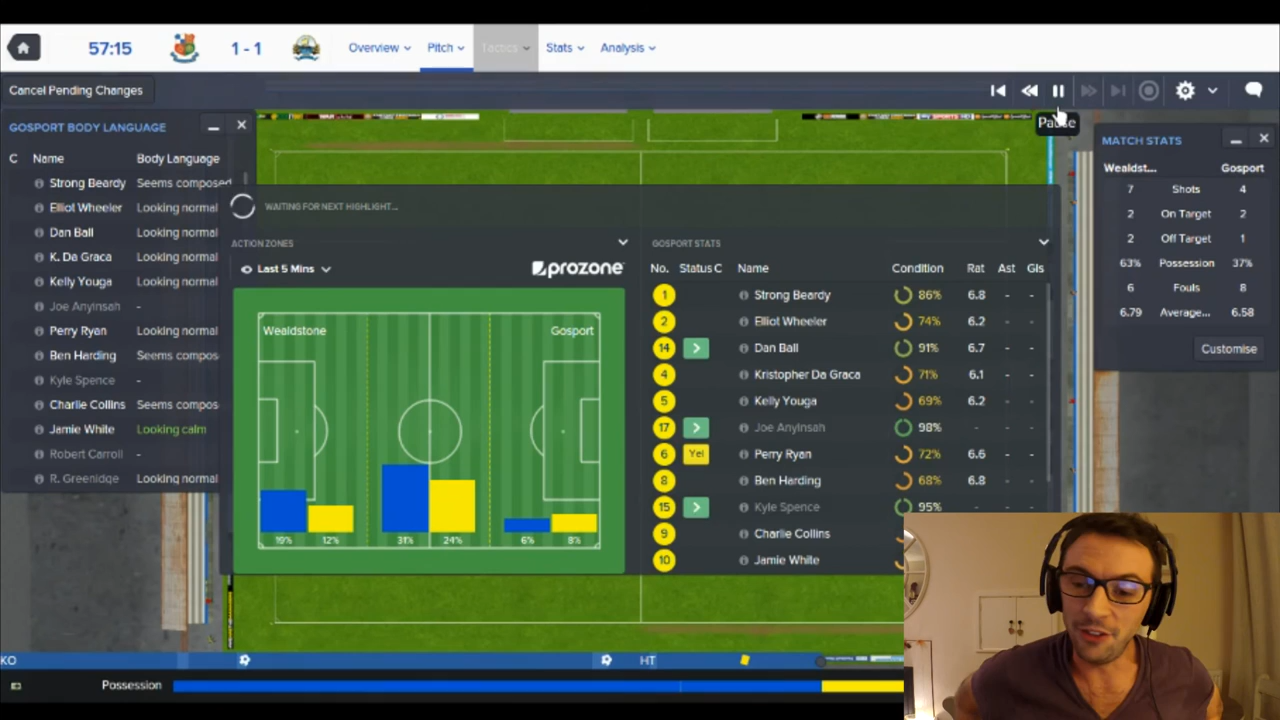 57:15 1 - 1 Overview Pitch Tactics Stats Analysis
Cancel Pending Changes
Pause
GOSPORT BODY LANGUAGE
C Name Body Language
Strong Beardy Seems composed
Elliot Wheeler Looking normal
Dan Ball Looking normal
K. Da Graca Looking normal
Kelly Youga Looking normal
Joe Anyinsah -
Perry Ryan Looking normal
Ben Harding Seems compos
Kyle Spence -
Charlie Collins Seems compos
Jamie White Looking calm
Robert Carroll -
R. Greenidge Looking normal
WAITING FOR NEXT HIGHLIGHT...
ACTION ZONES
Last 5 Mins prozone
Wealdstone Gosport
19% 12% 31% 24% 6% 8%
GOSPORT STATS
No. Status C Name Condition Rat Ast Gls
1 Strong Beardy 86% 6.8 - -
2 Elliot Wheeler 74% 6.2 - -
14 Dan Ball 91% 6.7 - -
4 Kristopher Da Graca 71% 6.1 - -
5 Kelly Youga 69% 6.2 - -
17 Joe Anyinsah 98% - - -
6 Yel Perry Ryan 72% 6.6 - -
8 Ben Harding 68% 6.8 - -
15 Kyle Spence 95% - - -
9 Charlie Collins
10 Jamie White
MATCH STATS
Wealdst... Gosport
7 Shots 4
2 On Target 2
2 Off Target 1
63% Possession 37%
6 Fouls 8
6.79 Average... 6.58
Customise
KO HT
Possession